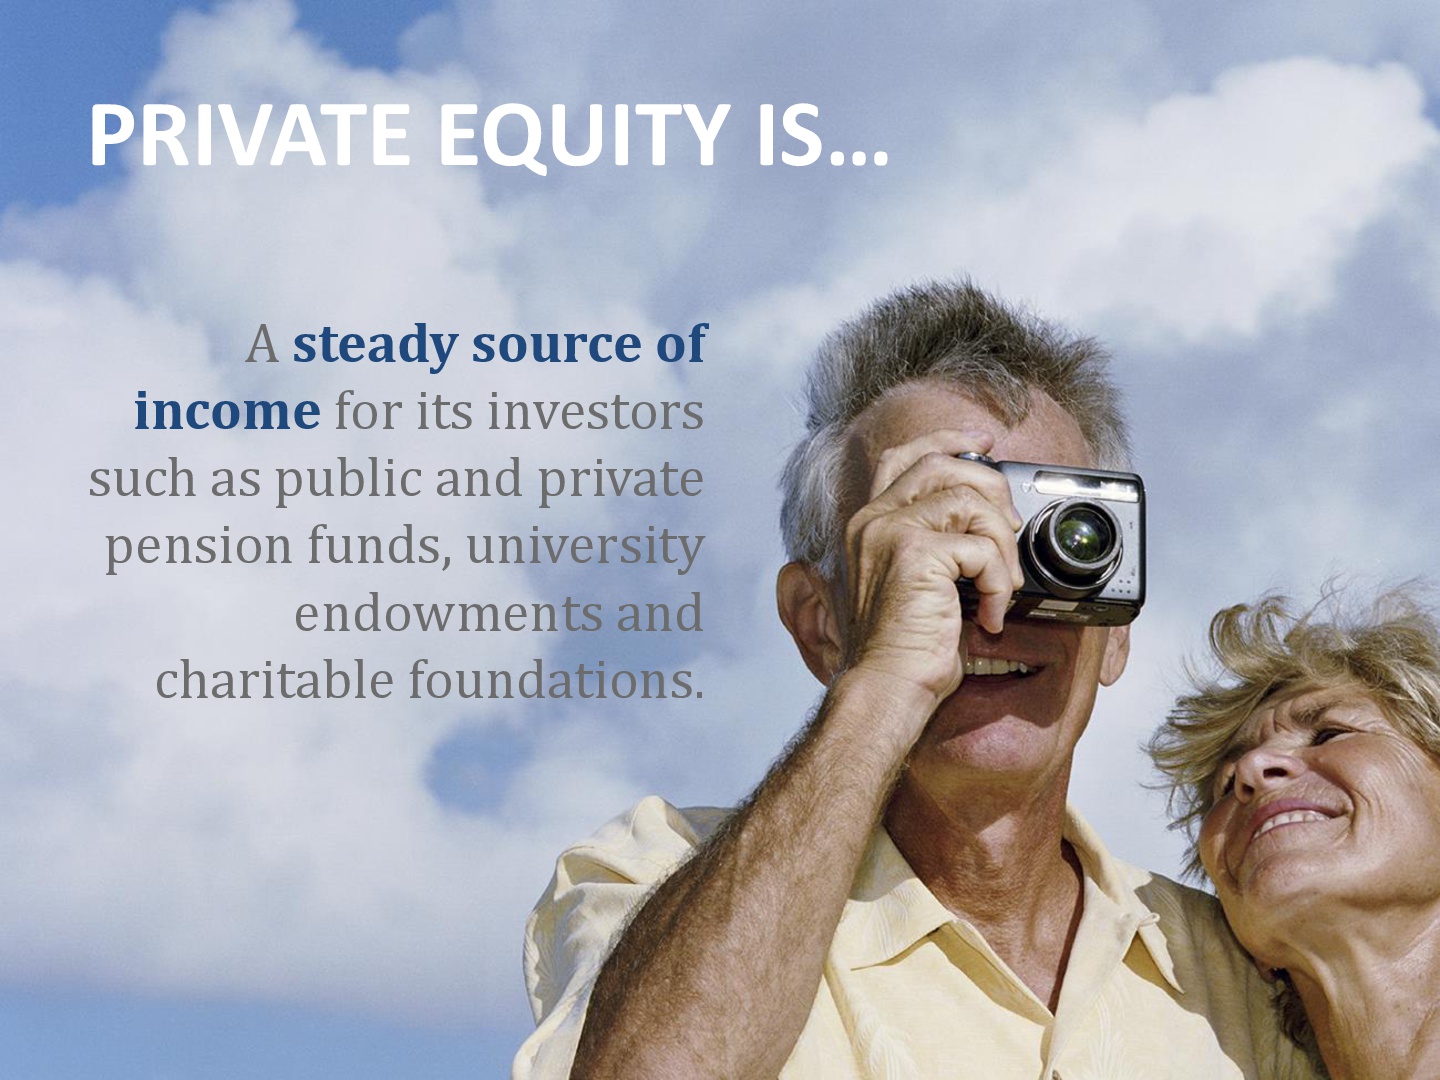 PRIVATE EQUITY IS…
A steady source of
income for its investors
such as public and private
pension funds, university
endowments and
charitable foundations.